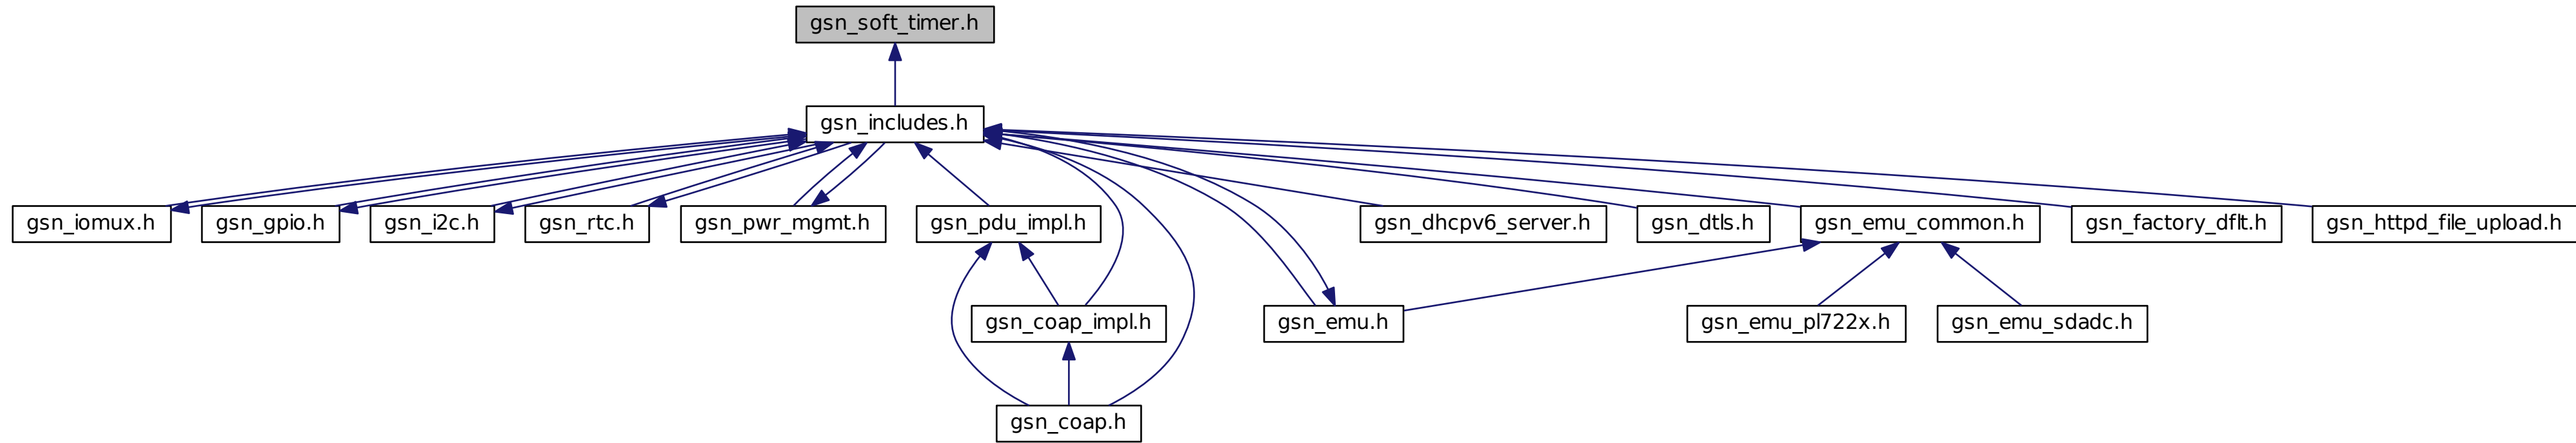 gsn_soft_timer.h
gsn_includes.h
gsn_iomux.h
gsn_gpio.h
gsn_i2c.h
gsn_rtc.h
gsn_pwr_mgmt.h
gsn_pdu_impl.h
gsn_dhcpv6_server.h
gsn_dtls.h
gsn_emu_common.h
gsn_factory_dflt.h
gsn_httpd_file_upload.h
gsn_coap_impl.h
gsn_emu.h
gsn_emu_pl722x.h
gsn_emu_sdadc.h
gsn_coap.h